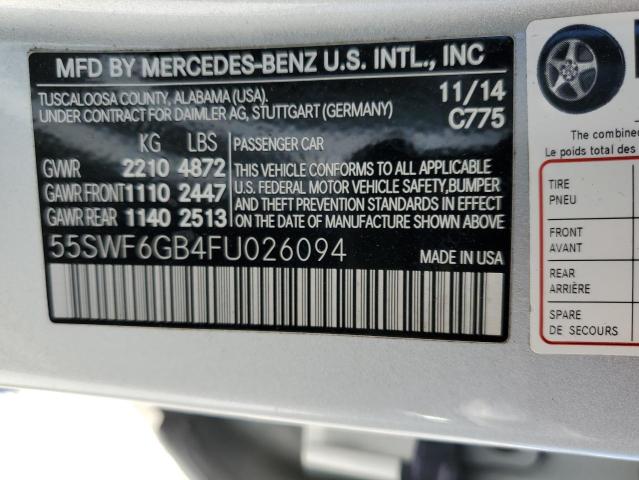 MFD BY MERCEDES-BENZ U.S. INTL., INC
TUSCALOOSA COUNTY, ALABAMA (USA). 11/14
UNDER CONTRACT FOR DAIMLER AG, STUTTGART (GERMANY) C775
KG LBS PASSENGER CAR
GVWR 2210 4872 THIS VEHICLE CONFORMS TO ALL APPLICABLE
GAWR FRONT 1110 2447 U.S. FEDERAL MOTOR VEHICLE SAFETY, BUMPER
GAWR REAR 1140 2513 AND THEFT PREVENTION STANDARDS IN EFFECT
ON THE DATE OF MANUFACTURE SHOWN ABOVE.
55SWF6GB4FU026094 MADE IN USA
The combine
Le poids total des
TIRE
PNEU
FRONT
AVANT
REAR
ARRIÈRE
SPARE
DE SECOURS